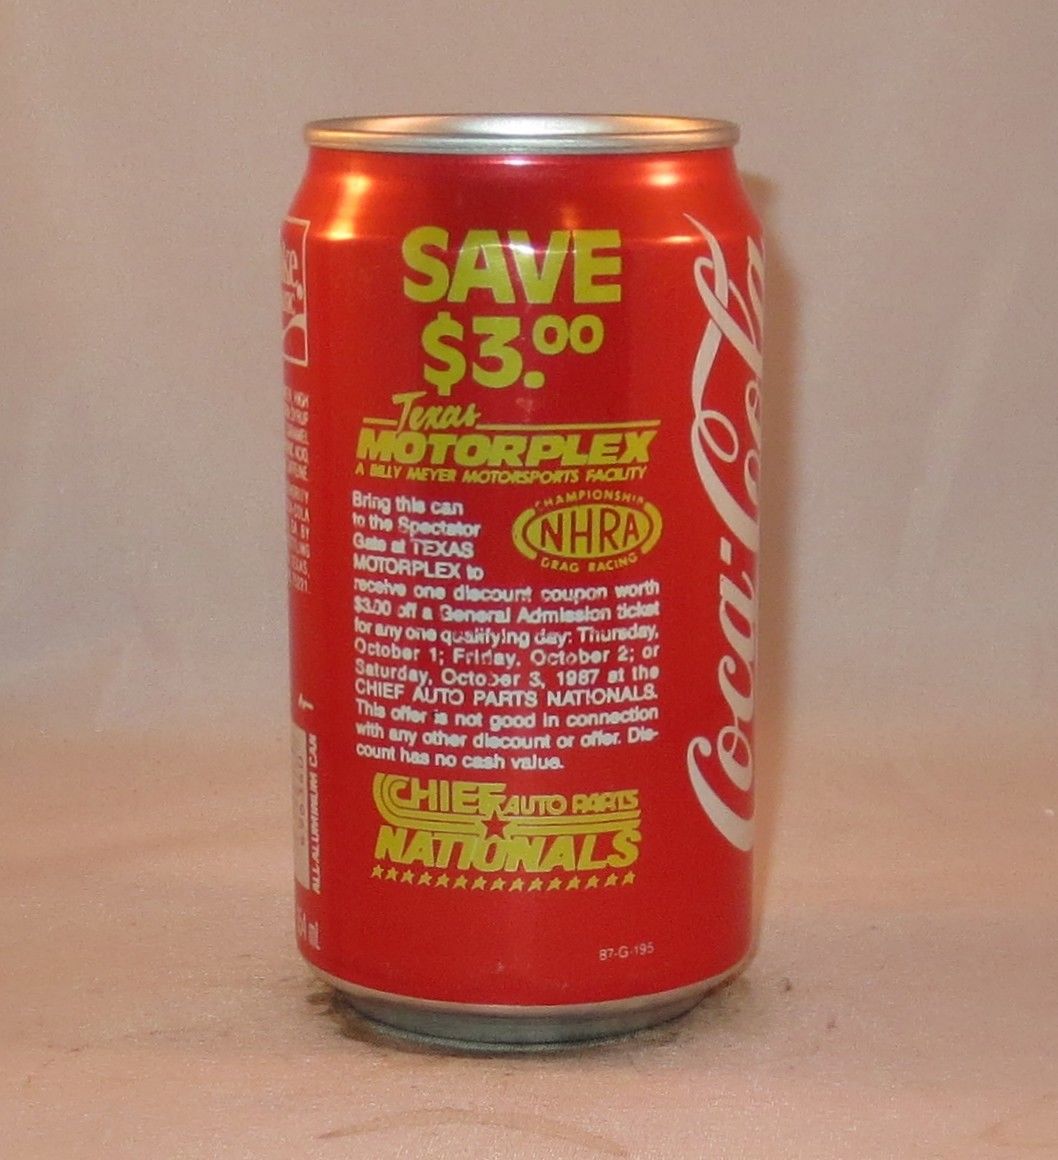 SAVE
$3.00
Texas
MOTORPLEX
A BILLY MEYER MOTORSPORTS FACILITY
Bring this can
to the Spectator
Gate at TEXAS
MOTORPLEX to
CHAMPIONSHIP
NHRA
DRAG RACING
receive one discount coupon worth
$3.00 off a General Admission ticket
for any one qualifying day: Thursday,
October 1; Friday, October 2; or
Saturday, October 3, 1987 at the
CHIEF AUTO PARTS NATIONALS.
This offer is not good in connection
with any other discount or offer. Dis-
count has no cash value.
CHIEF AUTO PARTS
NATIONALS
87-G-195
Coca-Cola
ALL ALUMINUM CAN